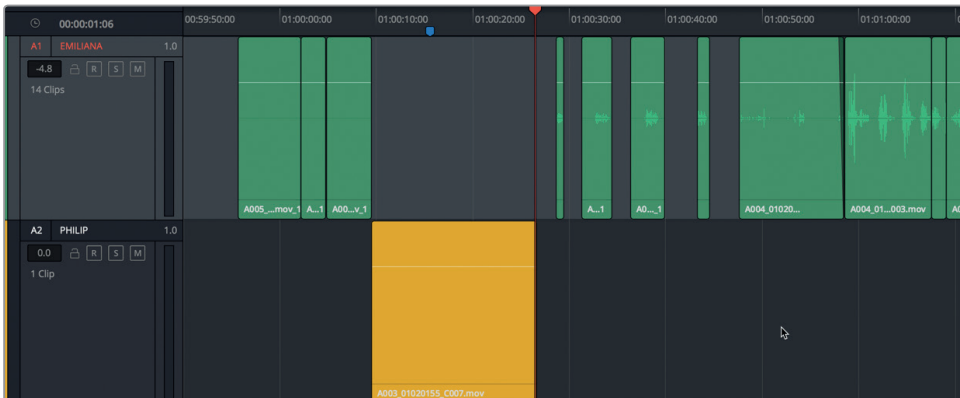 00:00:01:06
00:59:50:00 01:00:00:00 01:00:10:00 01:00:20:00 01:00:30:00 01:00:40:00 01:00:50:00 01:01:00:00
A1 EMILIANA 1.0
-4.8 R S M
14 Clips
A005_...mov_1 A...1 A00...v_1 A...1 A0..._1 A004_01020... A004_01...003.mov A0
A2 PHILIP 1.0
0.0 R S M
1 Clip
A003_01020155_C007.mov